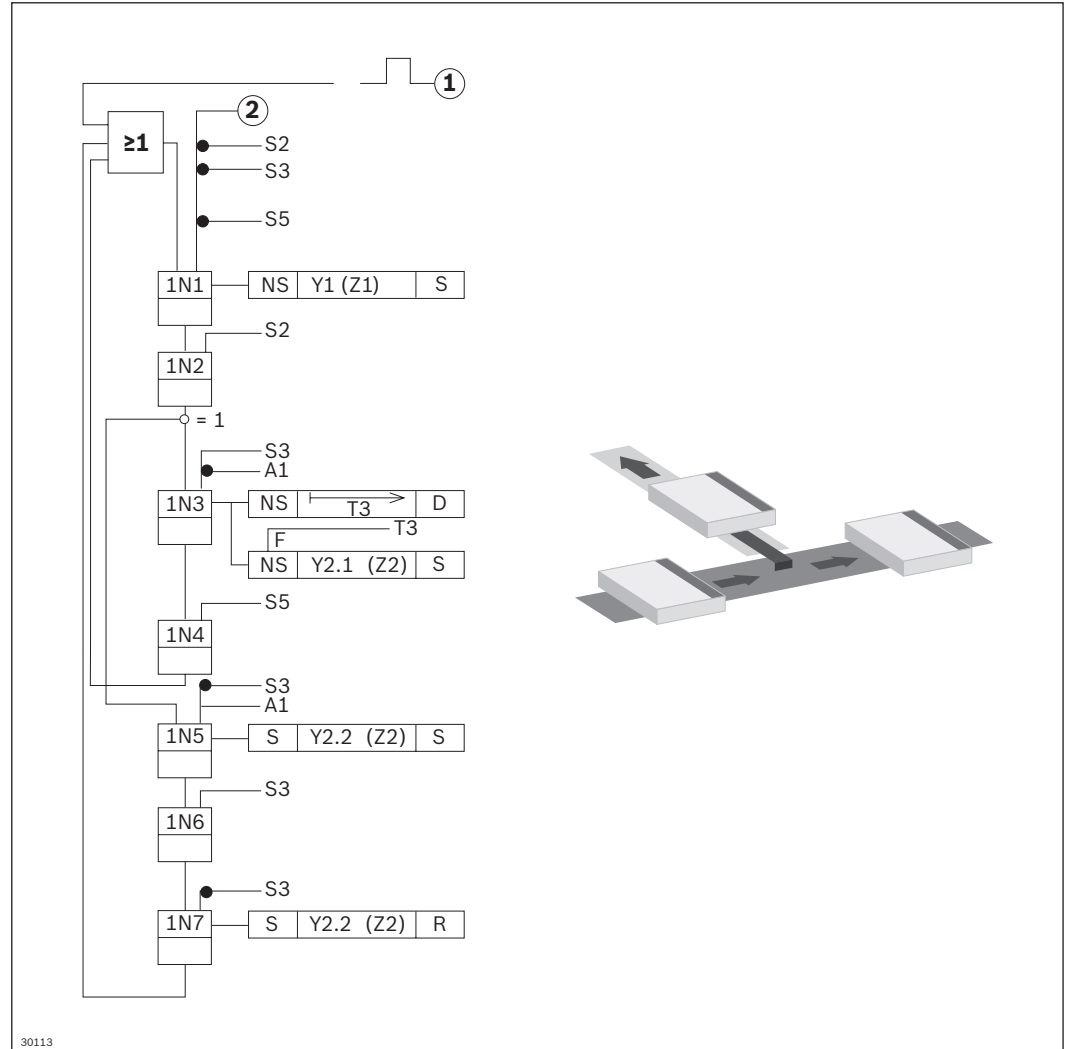 1
2
≥1
S2
S3
S5
1N1 NS Y1 (Z1) S
S2
1N2
= 1
S3
A1
1N3 NS T3 D
T3
F
NS Y2.1 (Z2) S
S5
1N4
S3
A1
1N5 S Y2.2 (Z2) S
S3
1N6
S3
1N7 S Y2.2 (Z2) R
30113